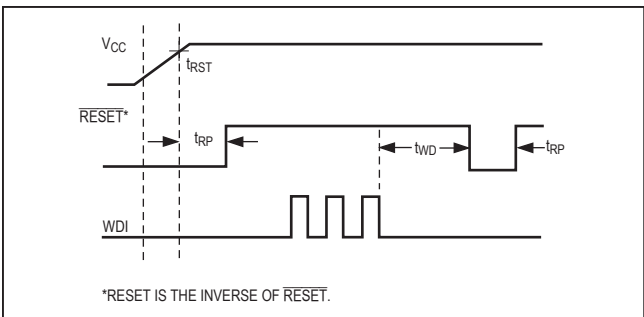 VCC
tRST
RESET*
tRP
tWD
tRP
WDI
*RESET IS THE INVERSE OF RESET.